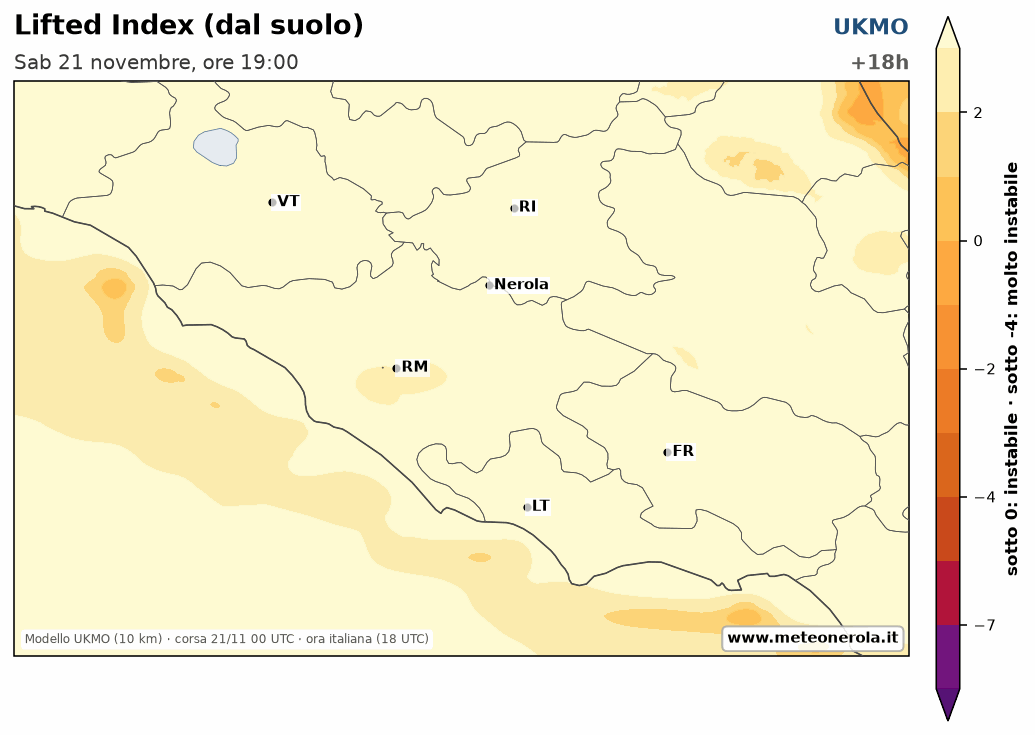 Lifted Index (dal suolo)
UKMO
Sab 21 novembre, ore 19:00
+18h
VT
RI
Nerola
RM
FR
LT
Modello UKMO (10 km) · corsa 21/11 00 UTC · ora italiana (18 UTC)
www.meteonerola.it
2
0
−2
−4
−7
sotto 0: instabile · sotto -4: molto instabile